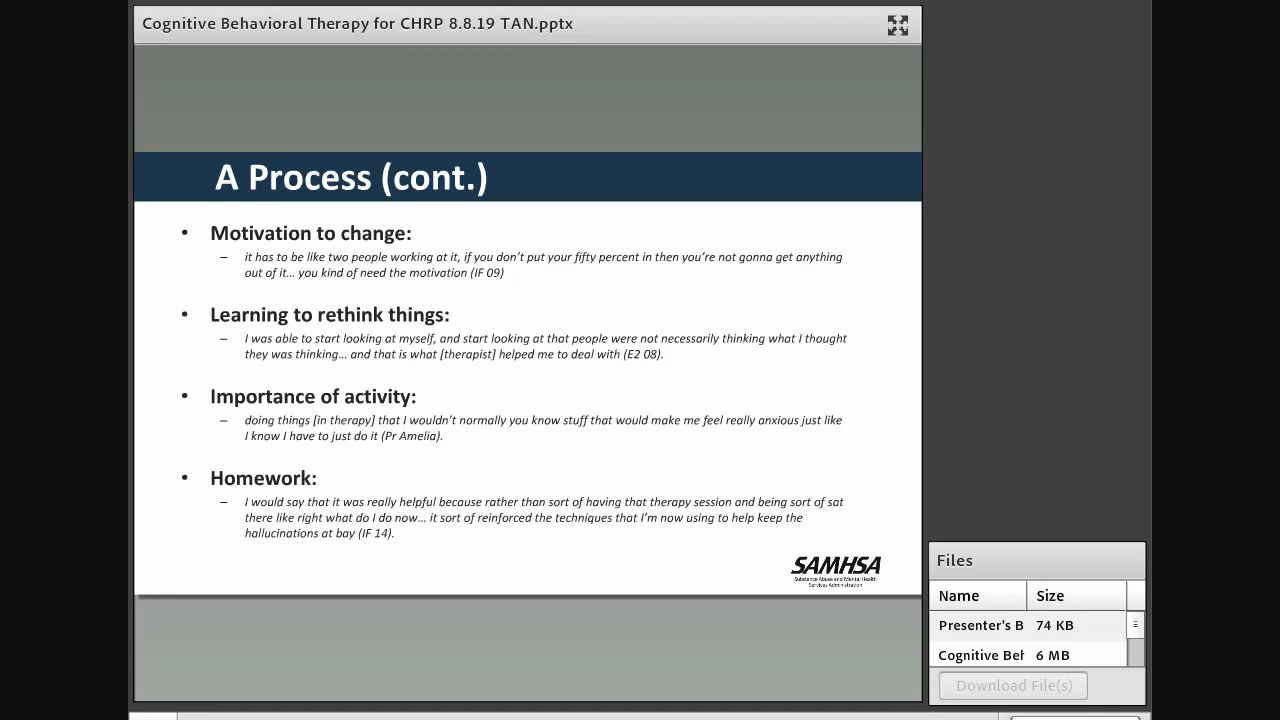 Cognitive Behavioral Therapy for CHRP 8.8.19 TAN.pptx
A Process (cont.)
• Motivation to change:
– it has to be like two people working at it, if you don't put your fifty percent in then you're not gonna get anything
out of it… you kind of need the motivation (IF 09)
• Learning to rethink things:
– I was able to start looking at myself, and start looking at that people were not necessarily thinking what I thought
they was thinking… and that is what [therapist] helped me to deal with (E2 08).
• Importance of activity:
– doing things [in therapy] that I wouldn't normally you know stuff that would make me feel really anxious just like
I know I have to just do it (Pr Amelia).
• Homework:
– I would say that it was really helpful because rather than sort of having that therapy session and being sort of sat
there like right what do I do now… it sort of reinforced the techniques that I'm now using to help keep the
hallucinations at bay (IF 14).
SAMHSA
Substance Abuse and Mental Health
Services Administration
Files
Name Size
Presenter's B 74 KB
Cognitive Beh 6 MB
Download File(s)